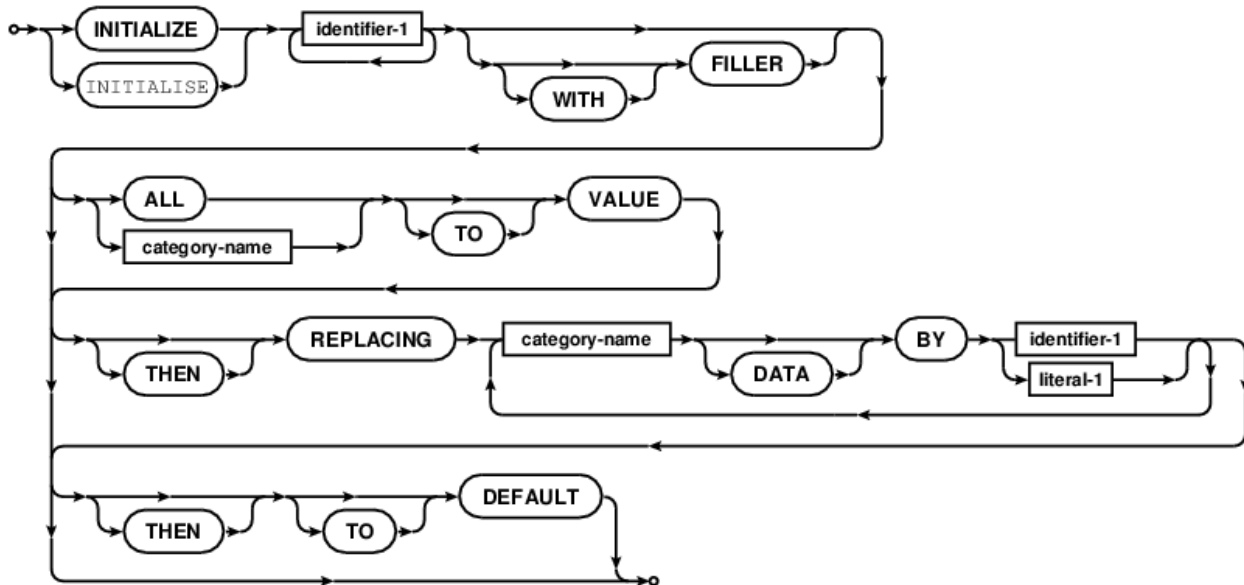 INITIALIZE identifier-1
INITIALISE WITH FILLER
ALL TO VALUE
category-name
THEN REPLACING category-name DATA BY identifier-1
literal-1
THEN TO DEFAULT